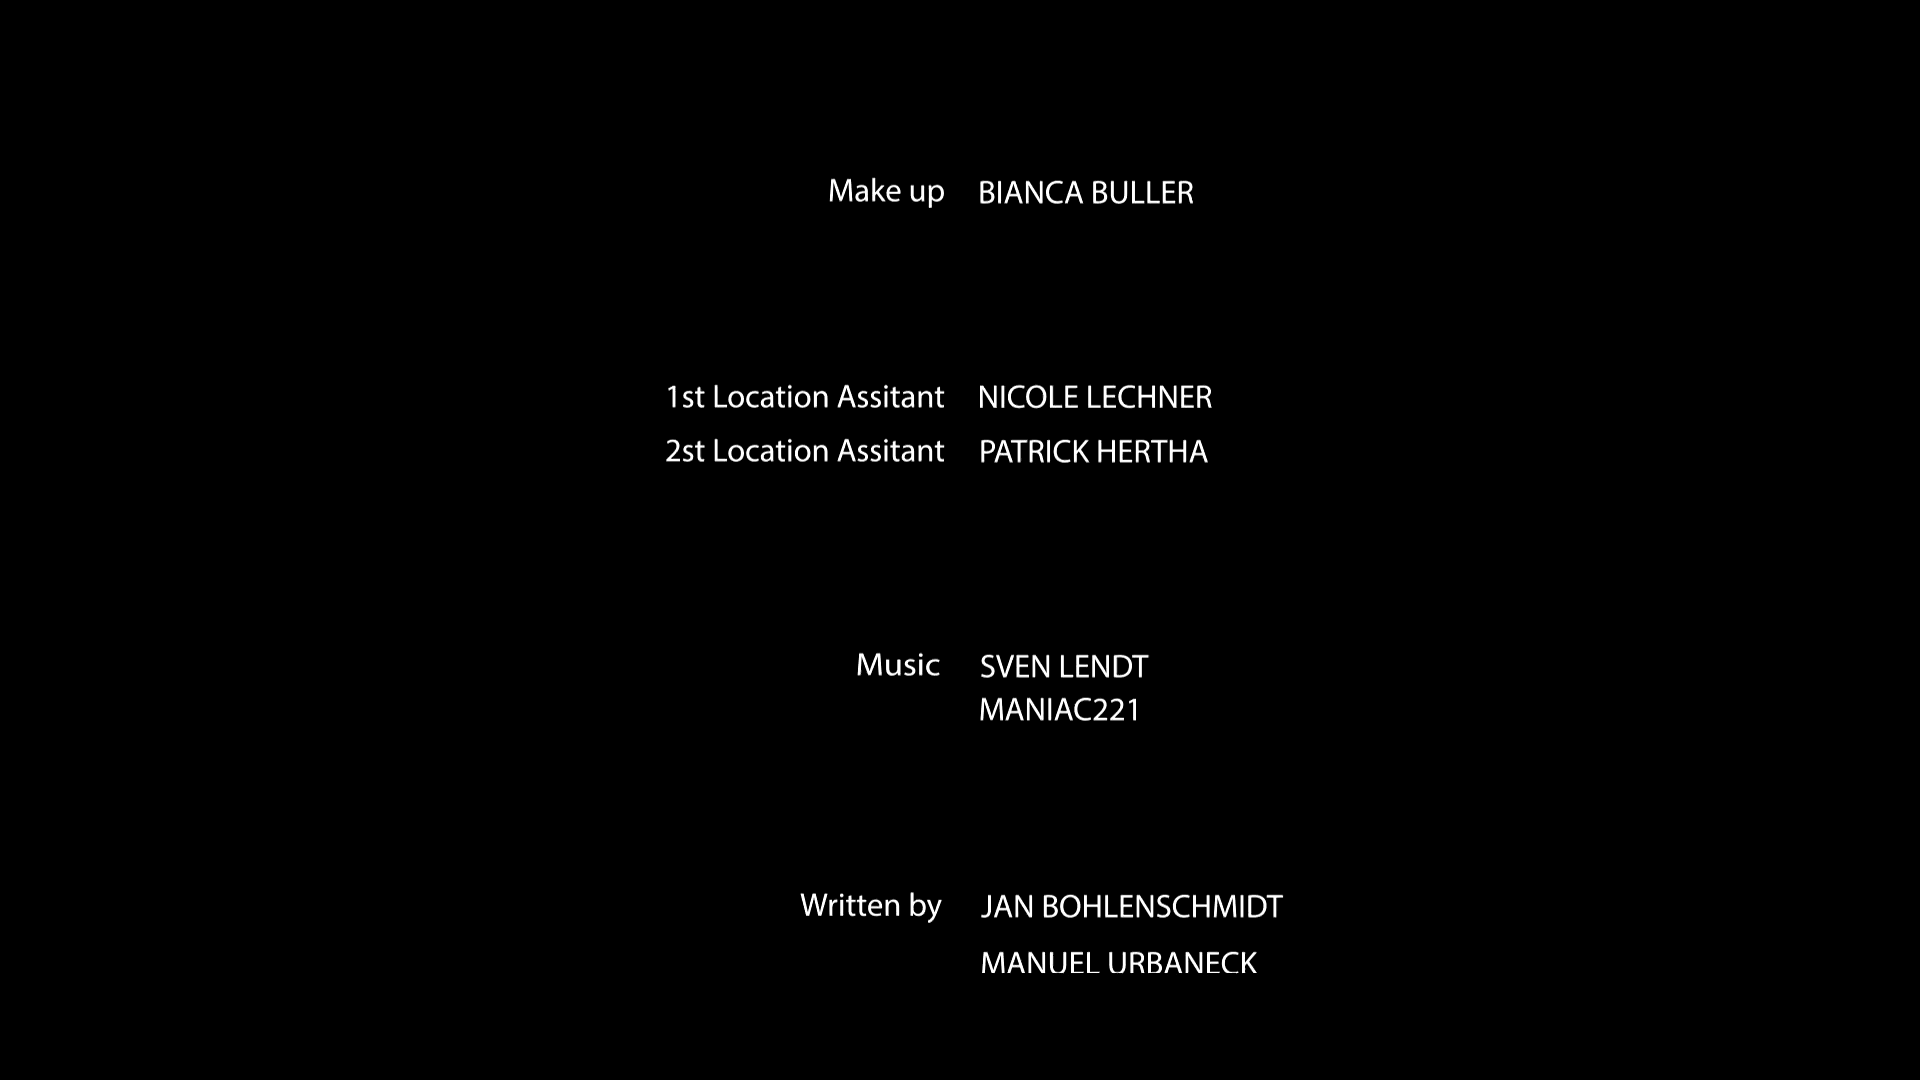 Make up BIANCA BULLER
1st Location Assitant NICOLE LECHNER
2st Location Assitant PATRICK HERTHA
Music SVEN LENDT
MANIAC221
Written by JAN BOHLENSCHMIDT
MANUEL URBANECK